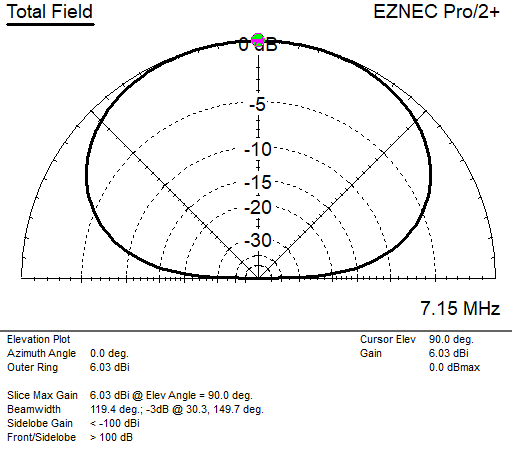 Total Field
EZNEC Pro/2+
0 dB
-5
-10
-15
-20
-30
7.15 MHz
Elevation Plot
Cursor Elev 90.0 deg.
Azimuth Angle 0.0 deg.
Gain 6.03 dBi
Outer Ring 6.03 dBi
0.0 dBmax
Slice Max Gain 6.03 dBi @ Elev Angle = 90.0 deg.
Beamwidth 119.4 deg.; -3dB @ 30.3, 149.7 deg.
Sidelobe Gain < -100 dBi
Front/Sidelobe > 100 dB